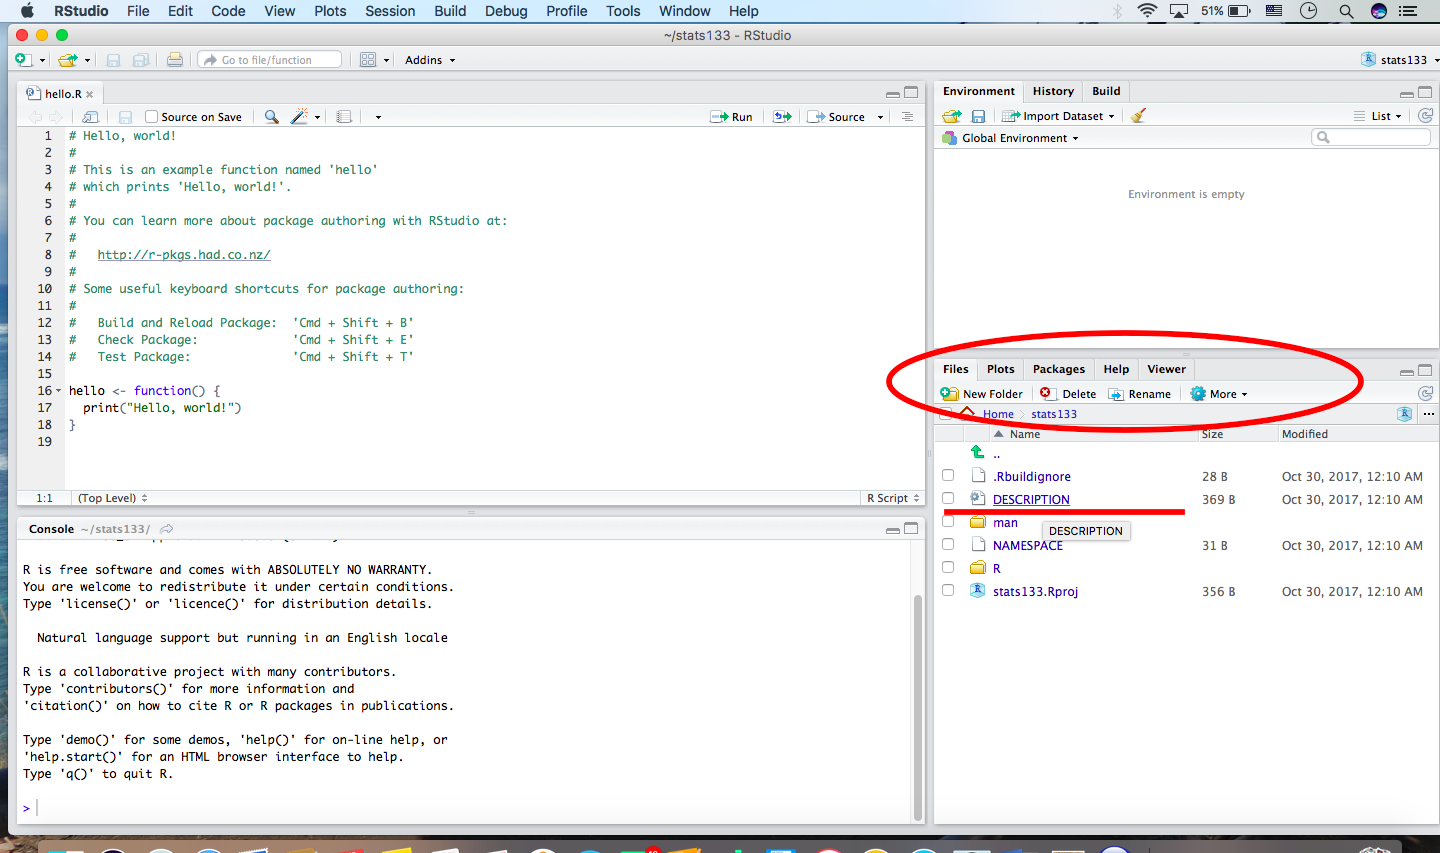 RStudio File Edit Code View Plots Session Build Debug Profile Tools Window Help 51%
~/stats133 - RStudio
Go to file/function Addins stats133
hello.R
Source on Save Run Source
1 # Hello, world!
2 #
3 # This is an example function named 'hello'
4 # which prints 'Hello, world!'.
5 #
6 # You can learn more about package authoring with RStudio at:
7 #
8 #   http://r-pkgs.had.co.nz/
9 #
10 # Some useful keyboard shortcuts for package authoring:
11 #
12 #   Build and Reload Package:  'Cmd + Shift + B'
13 #   Check Package:             'Cmd + Shift + E'
14 #   Test Package:              'Cmd + Shift + T'
15
16 hello <- function() {
17   print("Hello, world!")
18 }
19
1:1 (Top Level) R Script
Console ~/stats133/
R is free software and comes with ABSOLUTELY NO WARRANTY.
You are welcome to redistribute it under certain conditions.
Type 'license()' or 'licence()' for distribution details.
Natural language support but running in an English locale
R is a collaborative project with many contributors.
Type 'contributors()' for more information and
'citation()' on how to cite R or R packages in publications.
Type 'demo()' for some demos, 'help()' for on-line help, or
'help.start()' for an HTML browser interface to help.
Type 'q()' to quit R.
>
Environment History Build
Import Dataset List
Global Environment
Environment is empty
Files Plots Packages Help Viewer
New Folder Delete Rename More
Home stats133
Name Size Modified
..
.Rbuildignore 28 B Oct 30, 2017, 12:10 AM
DESCRIPTION 369 B Oct 30, 2017, 12:10 AM
man
DESCRIPTION
NAMESPACE 31 B Oct 30, 2017, 12:10 AM
R
stats133.Rproj 356 B Oct 30, 2017, 12:10 AM